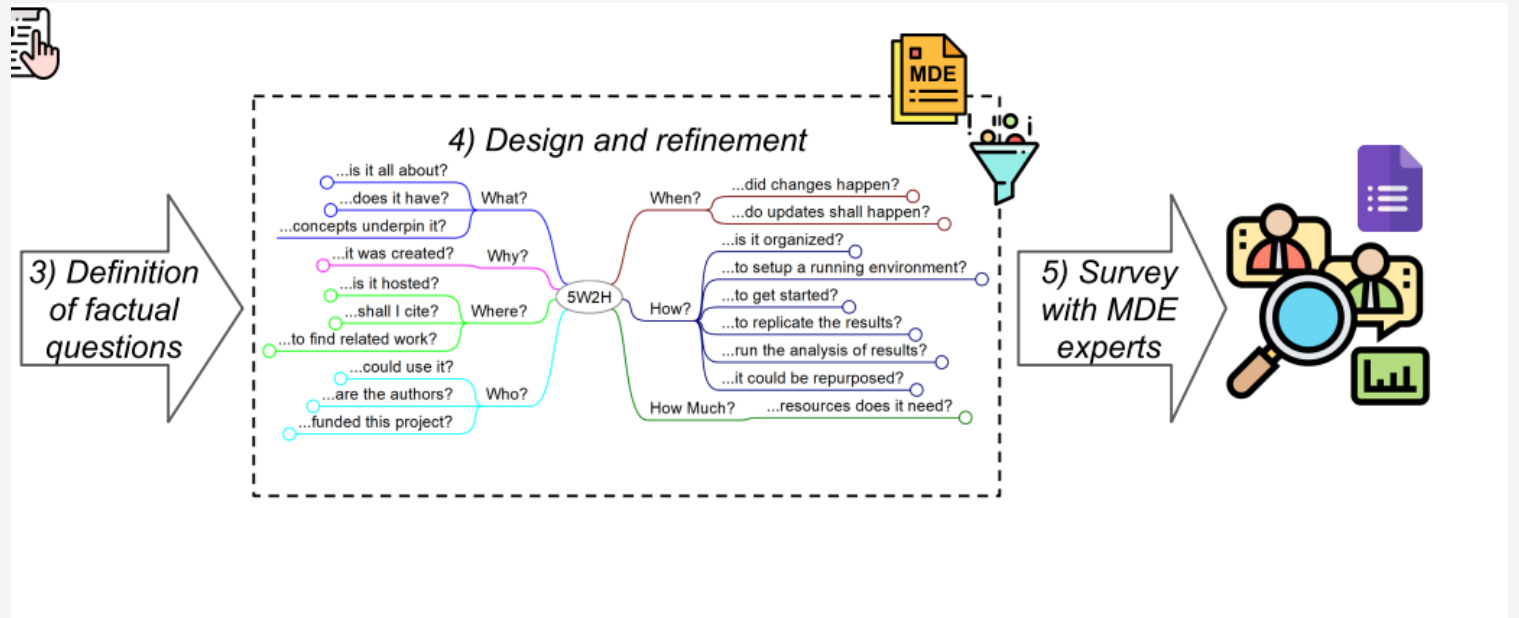 MDE
4) Design and refinement
...is it all about?
...does it have?
...concepts underpin it?
What?
...it was created?
Why?
...is it hosted?
...shall I cite?
...to find related work?
Where?
...could use it?
...are the authors?
...funded this project?
Who?
5W2H
When?
...did changes happen?
...do updates shall happen?
How?
...is it organized?
...to setup a running environment?
...to get started?
...to replicate the results?
...run the analysis of results?
...it could be repurposed?
How Much?
...resources does it need?
3) Definition
of factual
questions
5) Survey
with MDE
experts